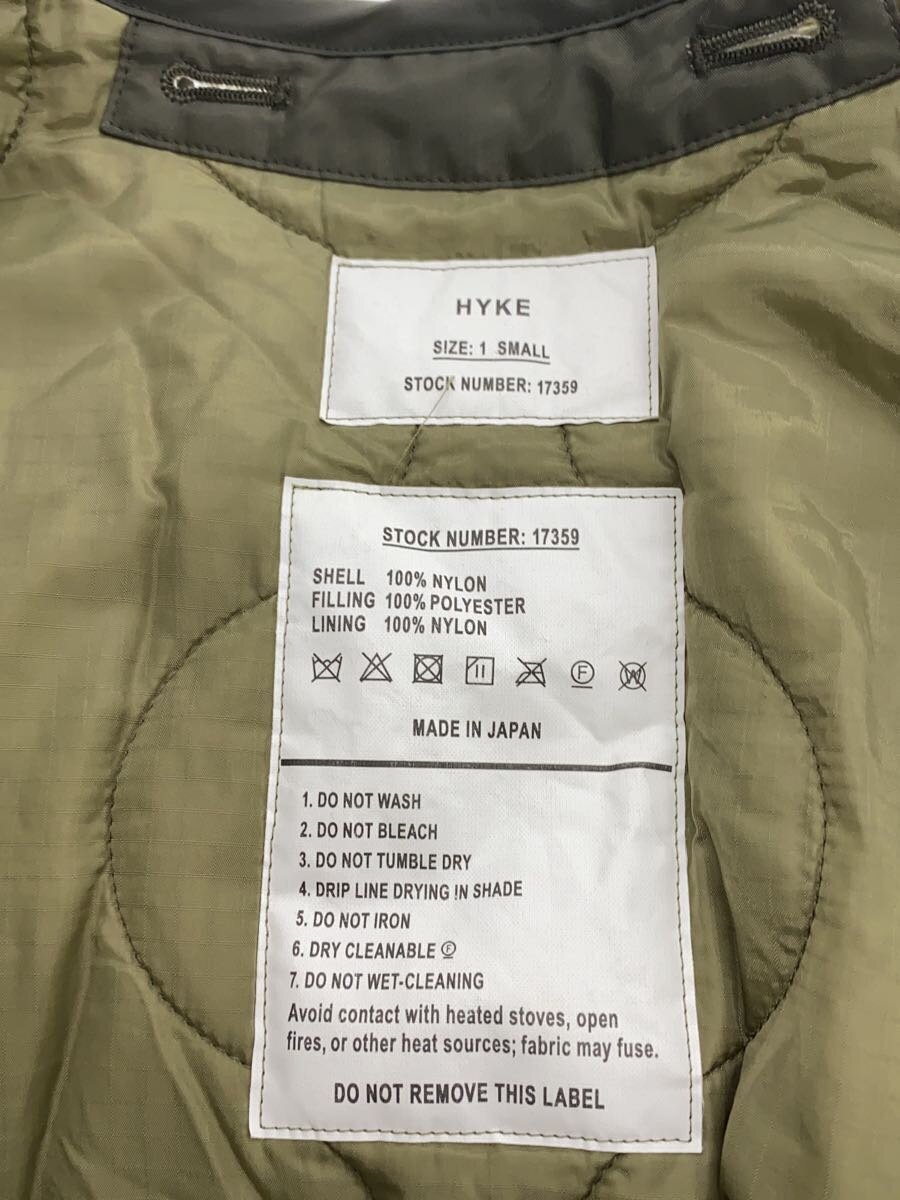 HYKE
SIZE: 1 SMALL
STOCK NUMBER: 17359
STOCK NUMBER: 17359
SHELL 100% NYLON
FILLING 100% POLYESTER
LINING 100% NYLON
F W
MADE IN JAPAN
1. DO NOT WASH
2. DO NOT BLEACH
3. DO NOT TUMBLE DRY
4. DRIP LINE DRYING IN SHADE
5. DO NOT IRON
6. DRY CLEANABLE Ⓕ
7. DO NOT WET-CLEANING
Avoid contact with heated stoves, open
fires, or other heat sources; fabric may fuse.
DO NOT REMOVE THIS LABEL